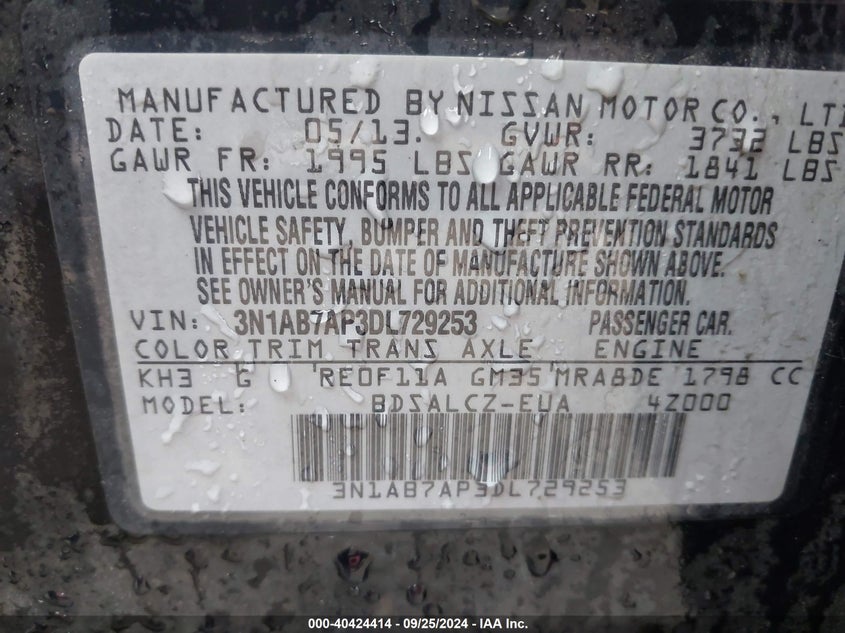 MANUFACTURED BY NISSAN MOTOR CO., LT
DATE: 05/13. GVWR: 3732 LBS
GAWR FR: 1995 LBS GAWR RR: 1841 LBS
THIS VEHICLE CONFORMS TO ALL APPLICABLE FEDERAL MOTOR
VEHICLE SAFETY, BUMPER AND THEFT PREVENTION STANDARDS
IN EFFECT ON THE DATE OF MANUFACTURE SHOWN ABOVE.
SEE OWNER'S MANUAL FOR ADDITIONAL INFORMATION.
VIN: 3N1AB7AP3DL729253 PASSENGER CAR.
COLOR TRIM TRANS AXLE ENGINE
KH3 G RE0F11A GM35 MRA8DE 1798 CC
MODEL: BDSALCZ-EUA 4Z000
3N1AB7AP3DL729253
000-40424414 - 09/25/2024 - IAA Inc.